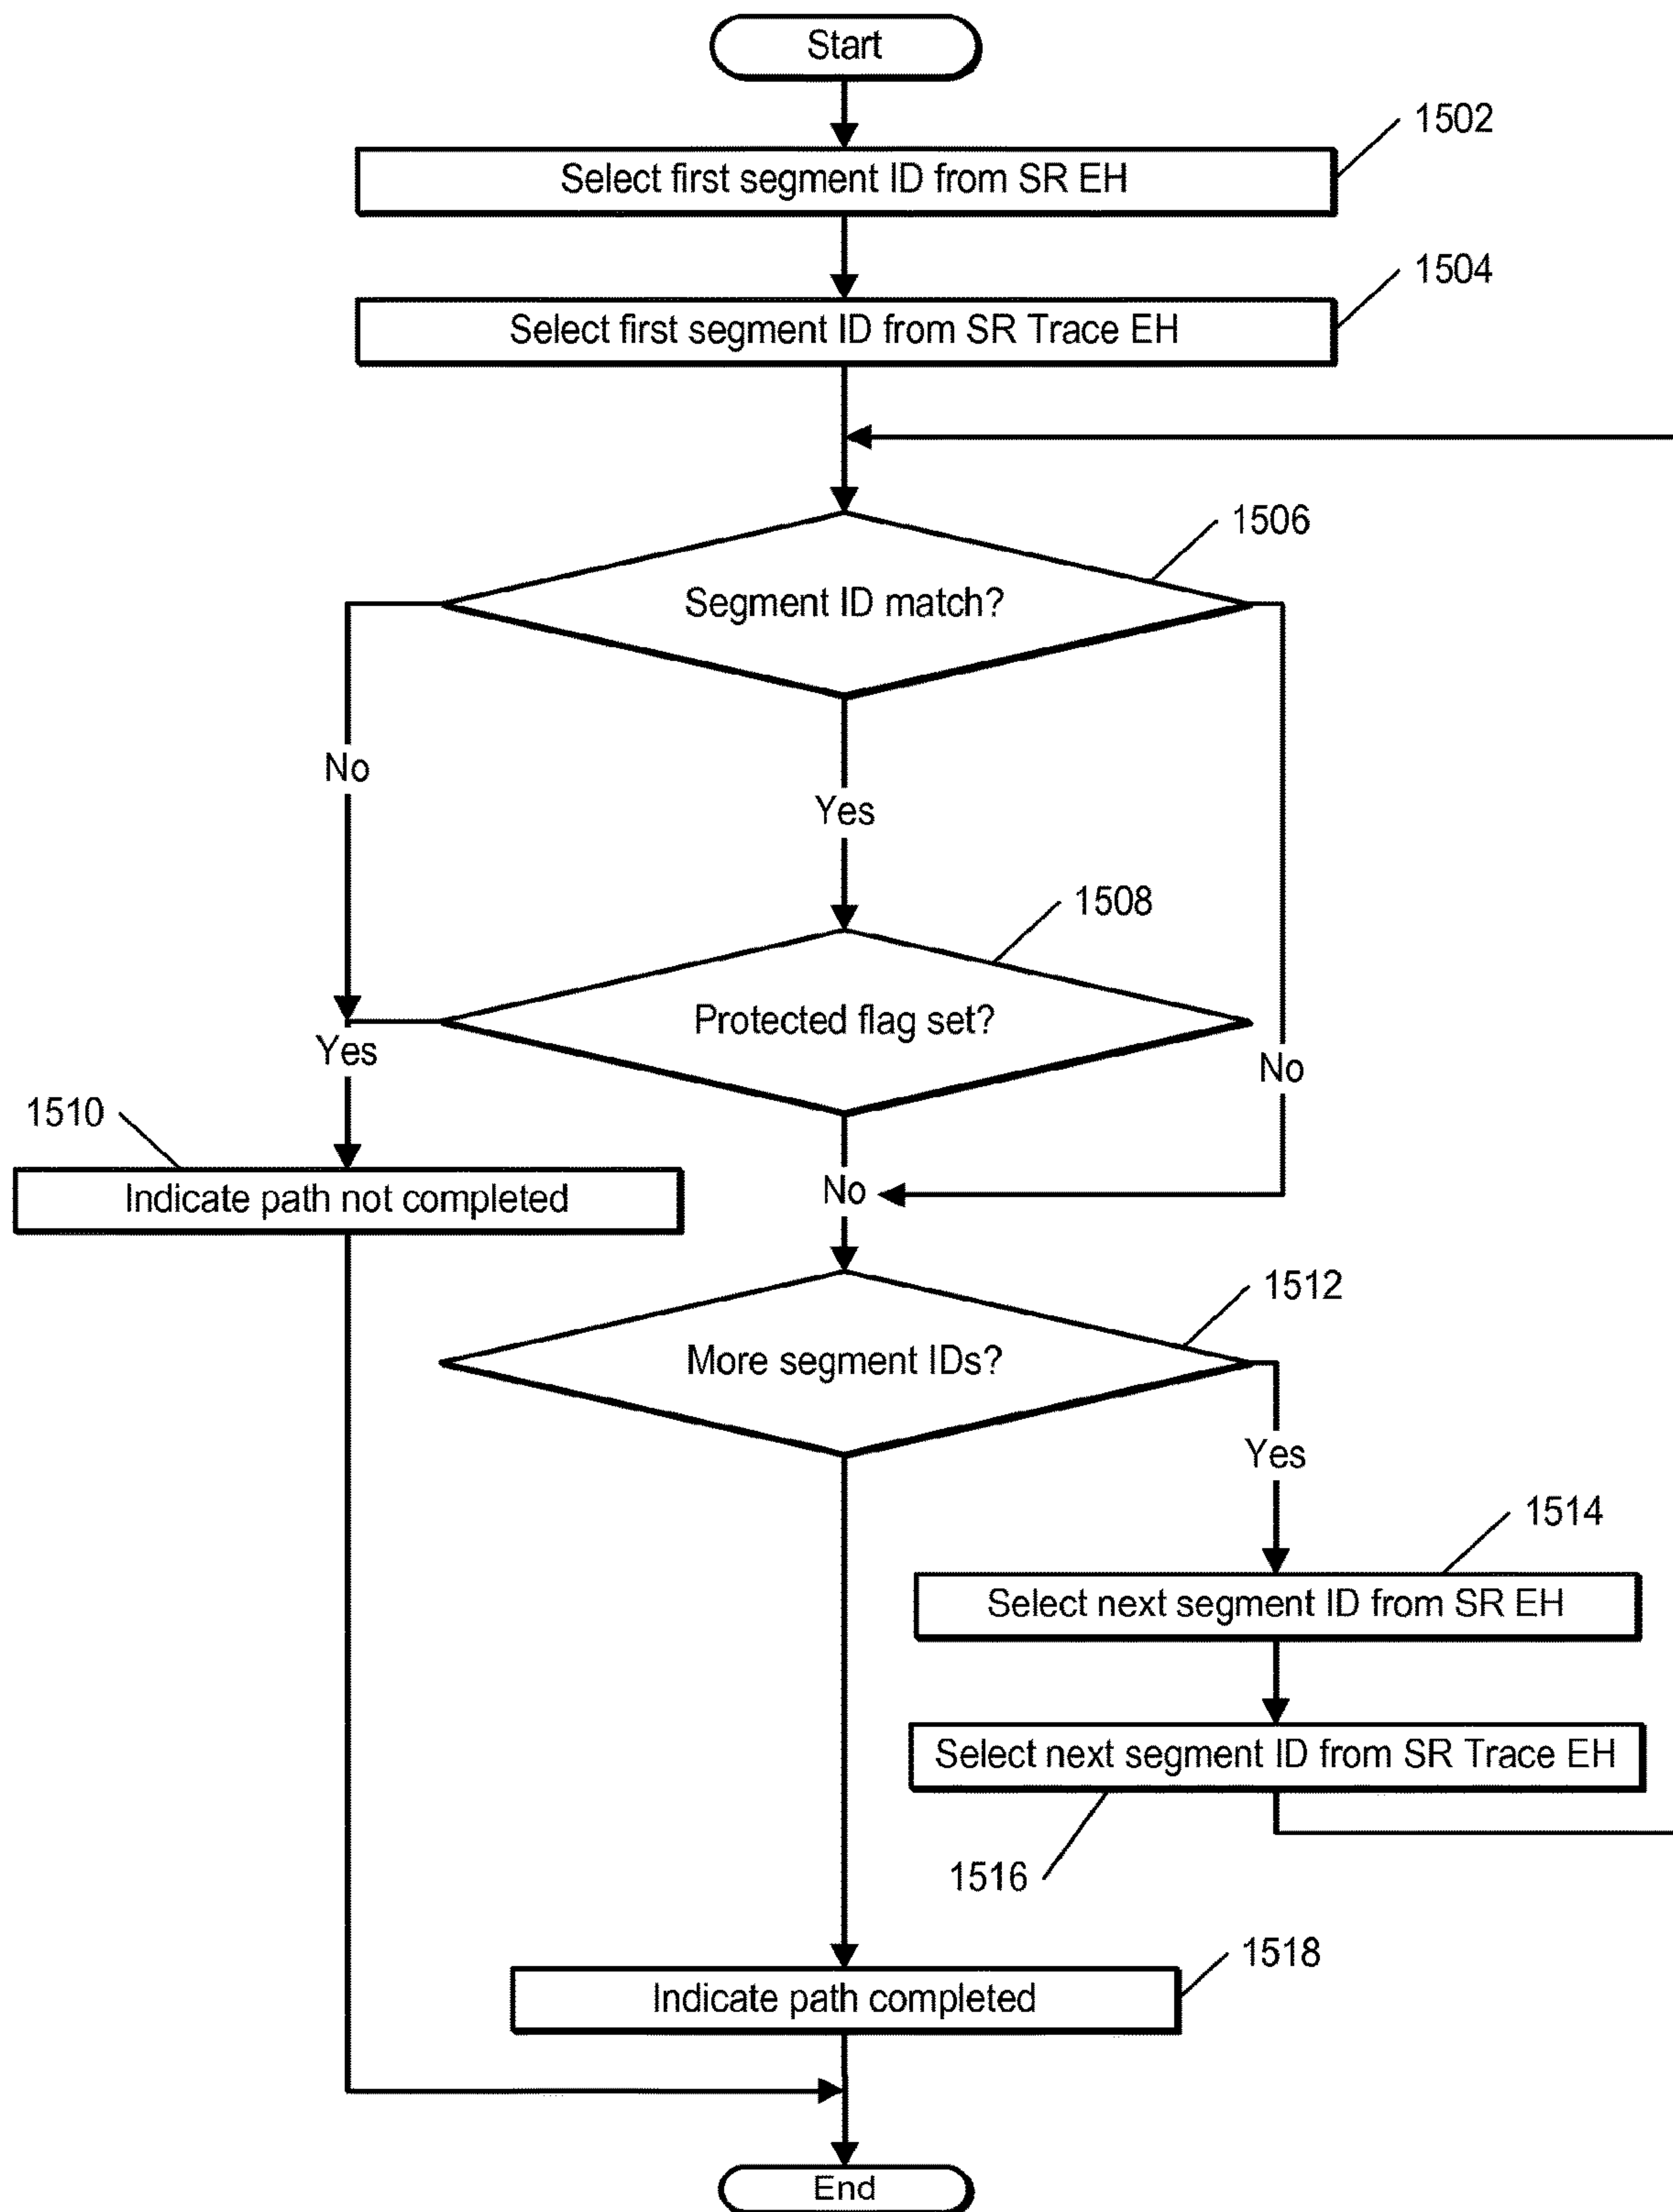 Start
1502
Select first segment ID from SR EH
1504
Select first segment ID from SR Trace EH
1506
Segment ID match?
No
Yes
1508
Protected flag set?
Yes
No
1510
Indicate path not completed
No
1512
More segment IDs?
Yes
1514
Select next segment ID from SR EH
Select next segment ID from SR Trace EH
1516
1518
Indicate path completed
End